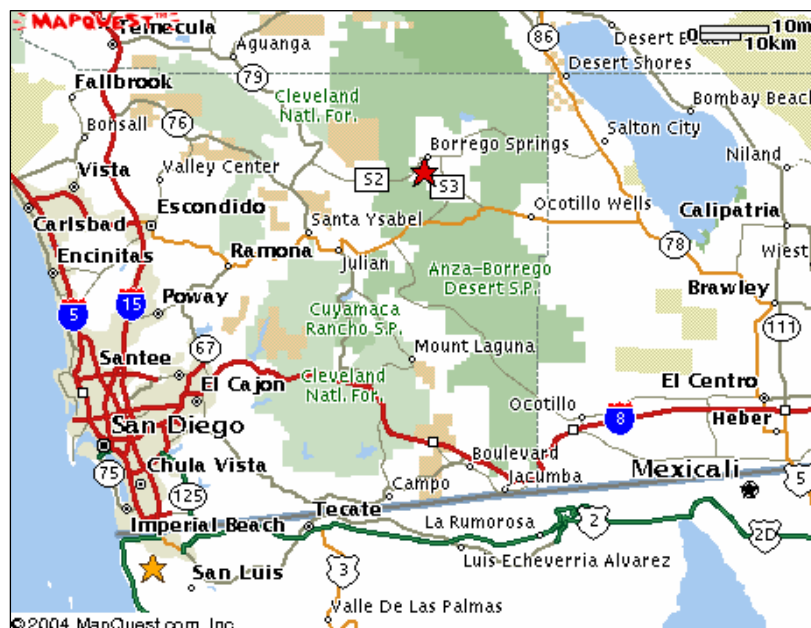 MAPQUEST
Temecula
Aguanga
86
Desert Beach
0 10m
10km
79
Desert Shores
Fallbrook
Cleveland
Natl. For.
Bombay Beach
76
Bonsall
Salton City
Borrego Springs
Vista
Valley Center
S2
S3
Niland
Escondido
Ocotillo Wells
Carlsbad
Santa Ysabel
Calipatria
Encinitas
Ramona
Julian
78
Anza-Borrego
Desert S.P.
Brawley
15
Poway
5
Cuyamaca
Rancho S.P.
111
67
Mount Laguna
Santee
El Cajon
Cleveland
Natl. For.
El Centro
Ocotillo
8
Heber
San Diego
Boulevard
75
Chula Vista
Mexicali
Jacumba
5
125
Campo
Imperial Beach
Tecate
La Rumorosa
2
2D
Luis Echeverria Alvarez
San Luis
3
Valle De Las Palmas
©2004 MapQuest.com, Inc.